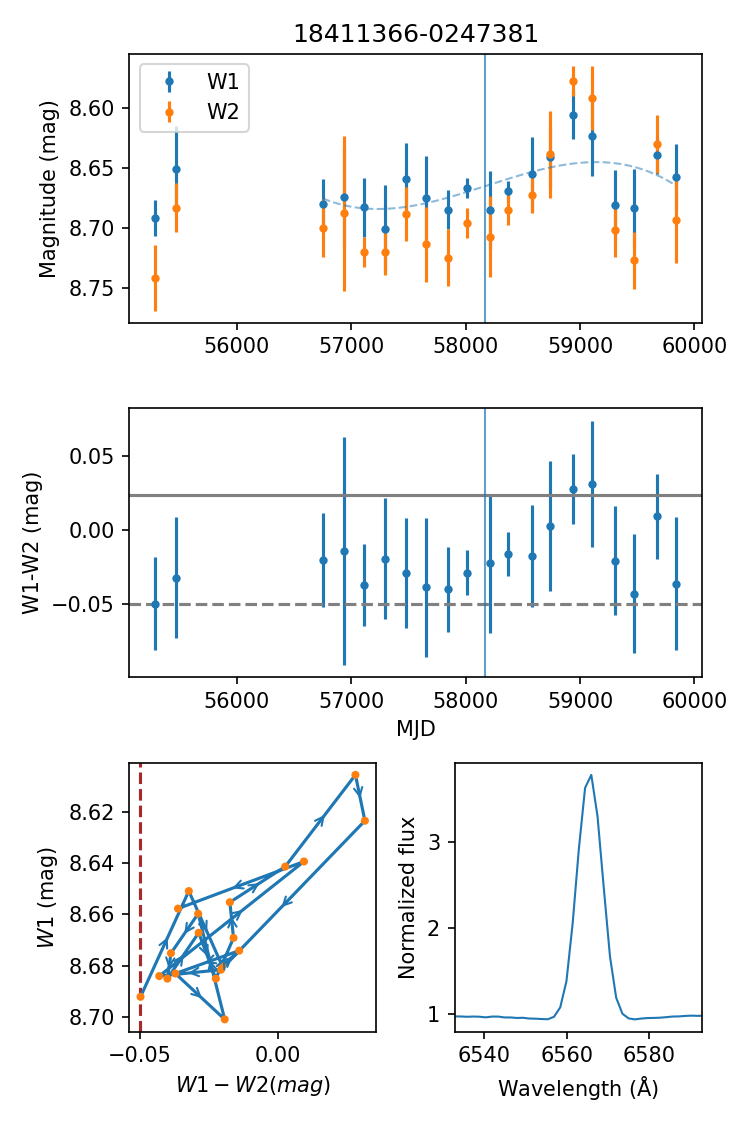 18411366-0247381
W1
W2
Magnitude (mag)
8.60
8.65
8.70
8.75
56000 57000 58000 59000 60000
W1-W2 (mag)
0.05
0.00
−0.05
56000 57000 58000 59000 60000
MJD
W1 (mag)
8.62
8.64
8.66
8.68
8.70
−0.05 0.00
W1 − W2(mag)
Normalized flux
3
2
1
6540 6560 6580
Wavelength (Å)